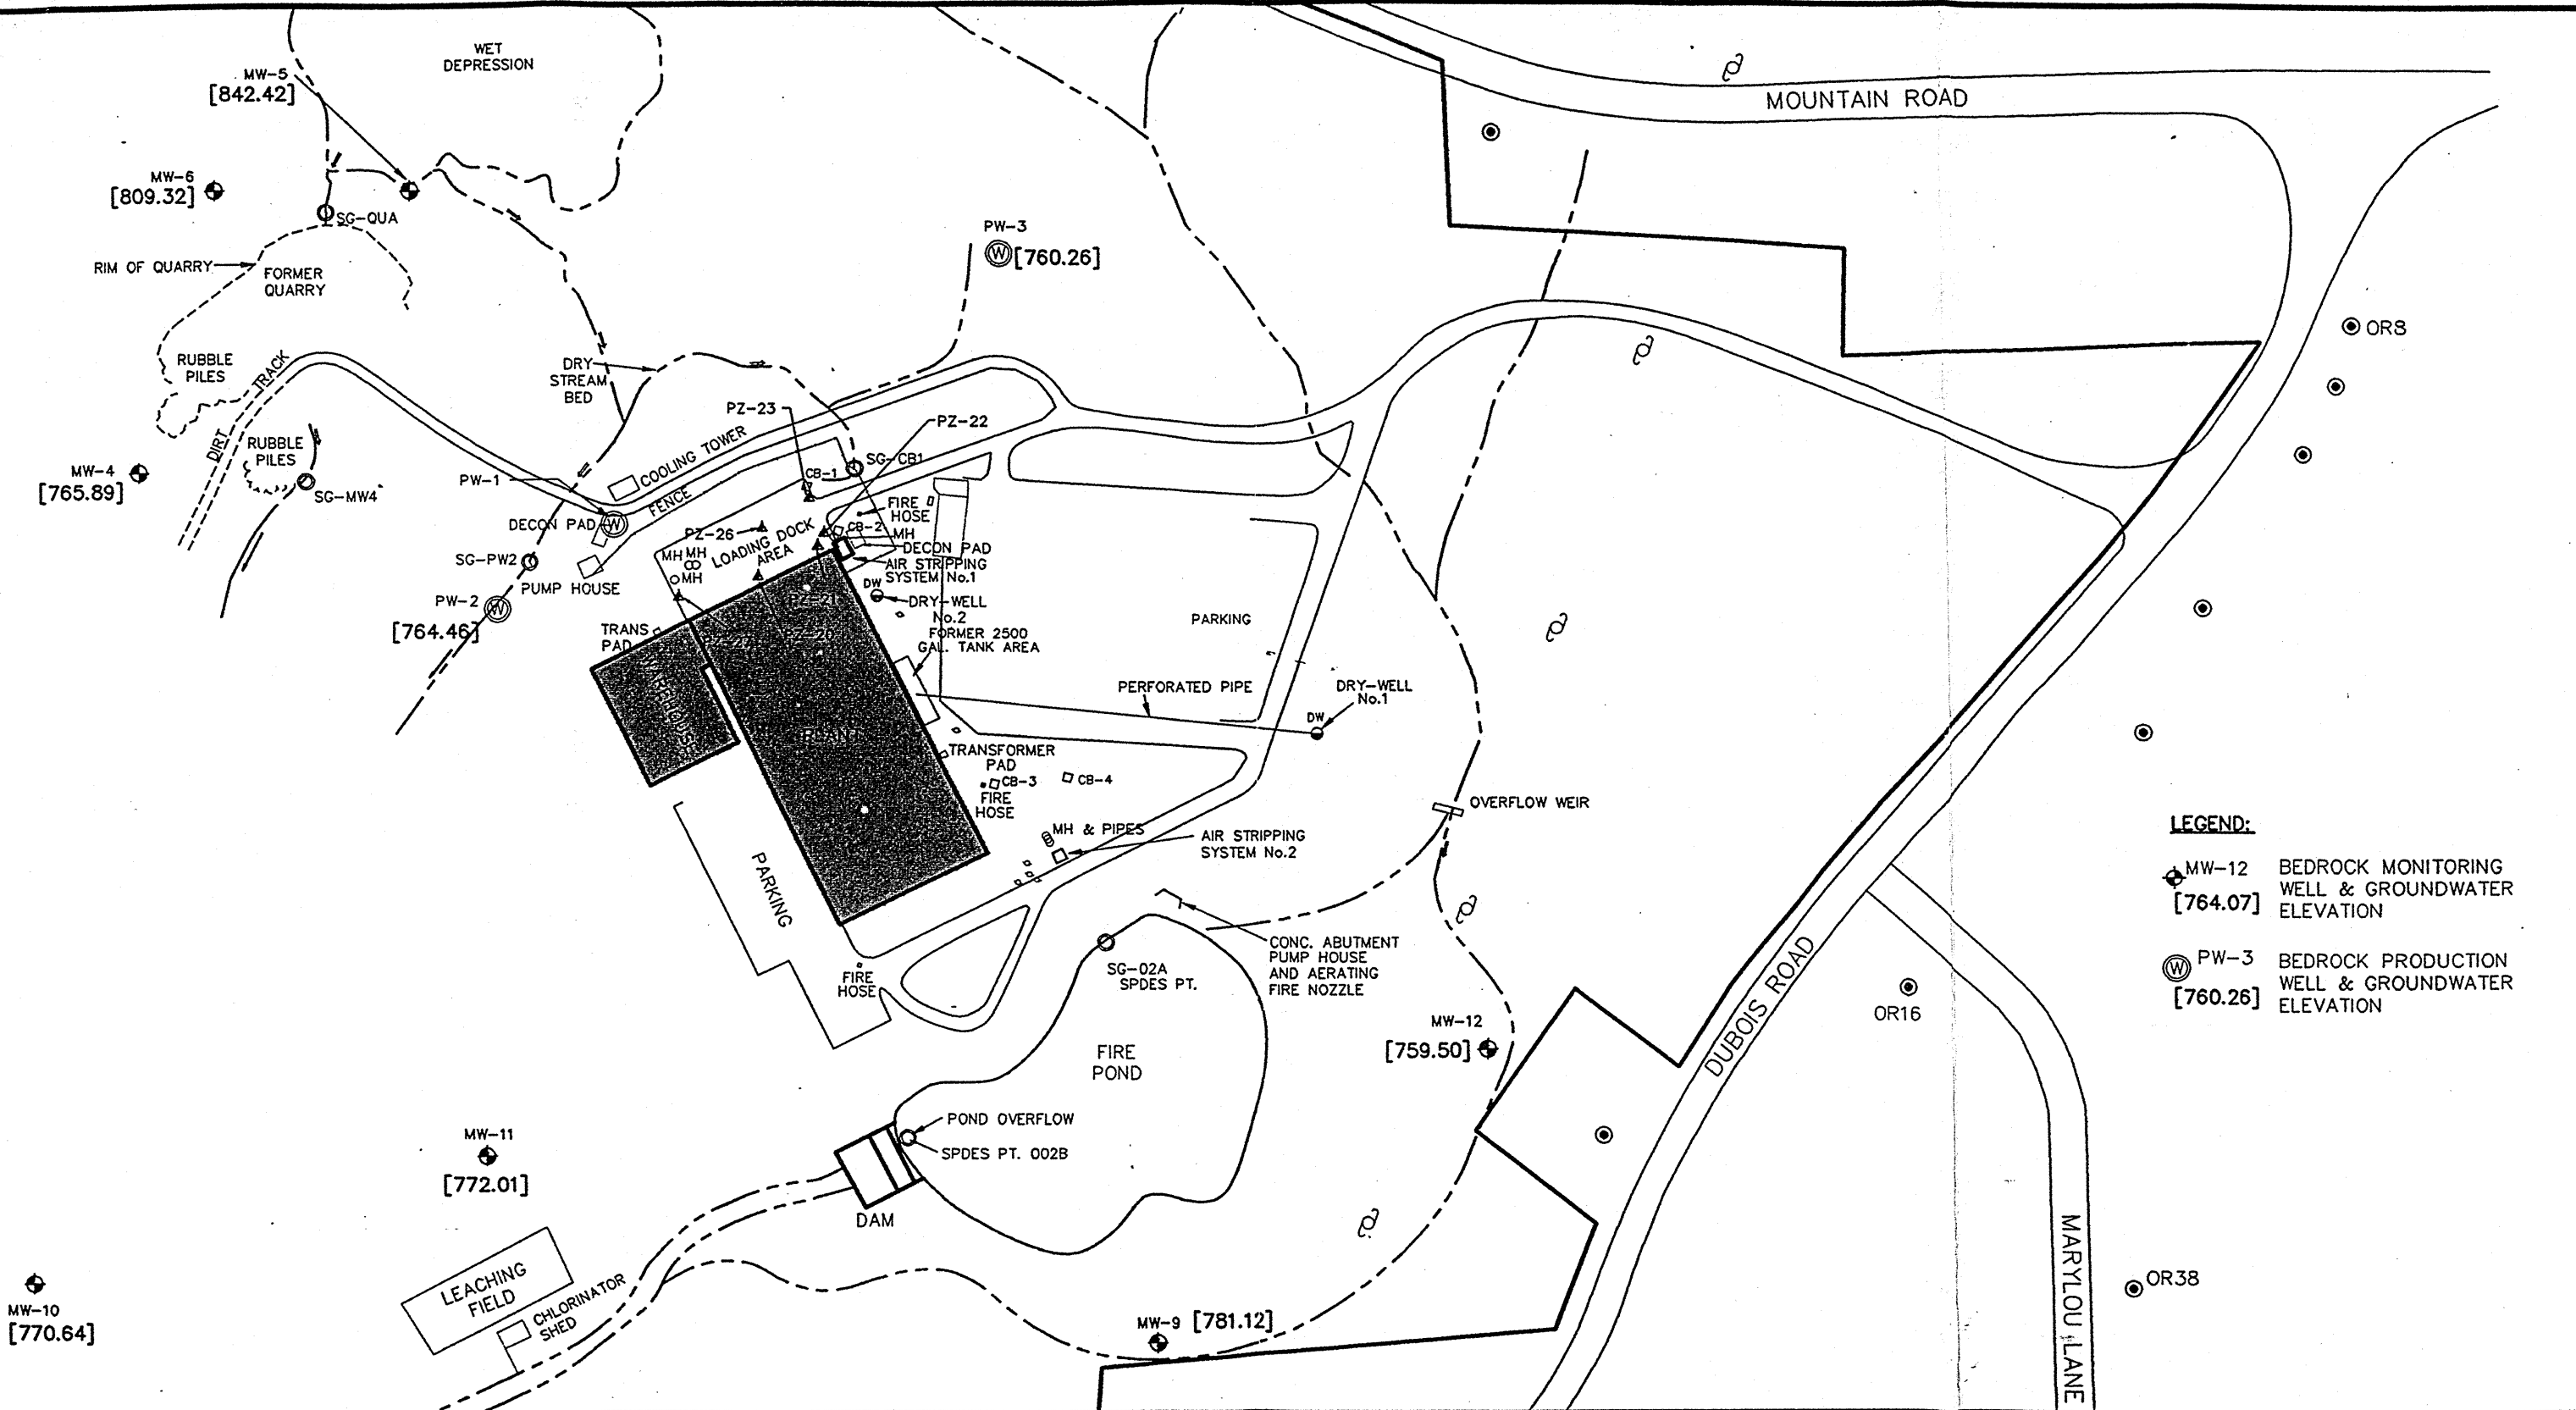 WET
DEPRESSION
MW-5
[842.42]
MOUNTAIN ROAD
MW-6
[809.32]
SG-QUA
PW-3
[760.26]
RIM OF QUARRY
FORMER
QUARRY
OR8
RUBBLE
PILES
DIRT TRACK
DRY
STREAM
BED
PZ-23
PZ-22
COOLING TOWER
RUBBLE
PILES
MW-4
[765.89]
SG-MW4
PW-1
CB-1
SG-CB1
FENCE
DECON PAD
FIRE
HOSE
PZ-26
LOADING DOCK
AREA
CB-2
MH
MH
MH
MH
DECON PAD
AIR STRIPPING
SYSTEM No.1
SG-PW2
PUMP HOUSE
DW
DRY-WELL
No.2
PW-2
[764.46]
PZ-21
PZ-20
TRANS
PAD
FORMER 2500
GAL. TANK AREA
PARKING
WAREHOUSE
PERFORATED PIPE
DRY-WELL
No.1
DW
PLANT
TRANSFORMER
PAD
CB-3
CB-4
FIRE
HOSE
OVERFLOW WEIR
MH & PIPES
AIR STRIPPING
SYSTEM No.2
PARKING
LEGEND:
MW-12
[764.07]
BEDROCK MONITORING
WELL & GROUNDWATER
ELEVATION
PW-3
[760.26]
BEDROCK PRODUCTION
WELL & GROUNDWATER
ELEVATION
CONC. ABUTMENT
PUMP HOUSE
AND AERATING
FIRE NOZZLE
SG-02A
SPDES PT.
FIRE
HOSE
DUBOIS ROAD
OR16
MW-12
[759.50]
FIRE
POND
POND OVERFLOW
SPDES PT. 002B
MW-11
[772.01]
DAM
LEACHING
FIELD
CHLORINATOR
SHED
MW-10
[770.64]
MW-9 [781.12]
OR38
MARYLOU LANE